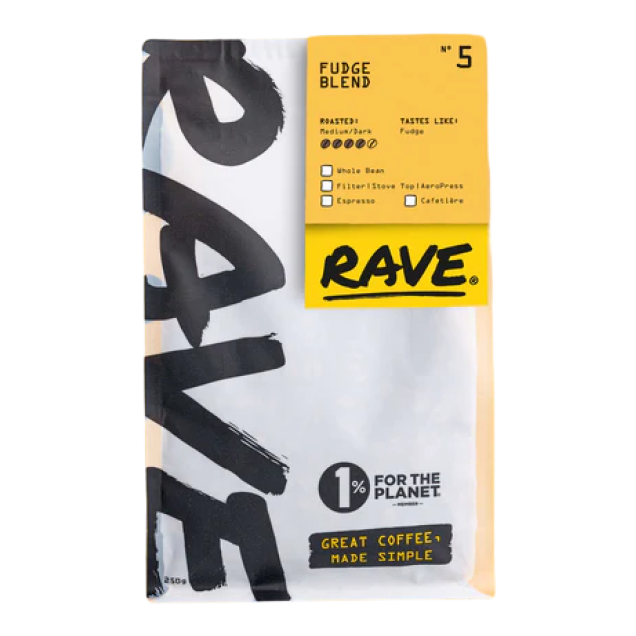 RAVE
Nº 5
FUDGE
BLEND
ROASTED:
Medium/Dark
TASTES LIKE:
Fudge
Whole Bean
Filter|Stove Top|AeroPress
Espresso
Cafetière
RAVE®
1% FOR THE
PLANET®
MEMBER
GREAT COFFEE,
MADE SIMPLE
250g